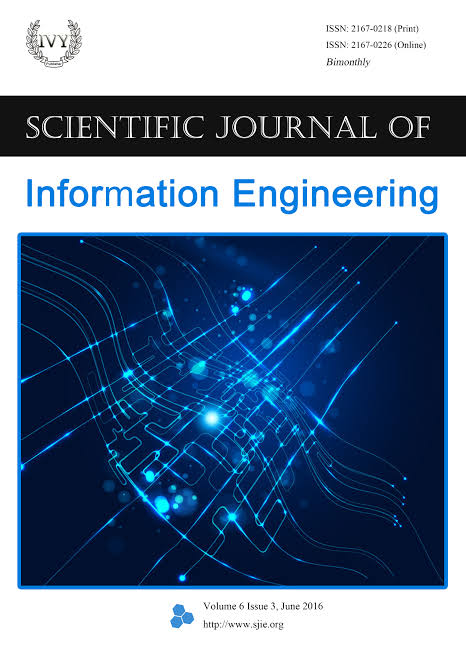 IVY
ISSN: 2167-0218 (Print)
ISSN: 2167-0226 (Online)
Bimonthly
SCIENTIFIC JOURNAL OF
Information Engineering
Volume 6 Issue 3, June 2016
http://www.sjie.org